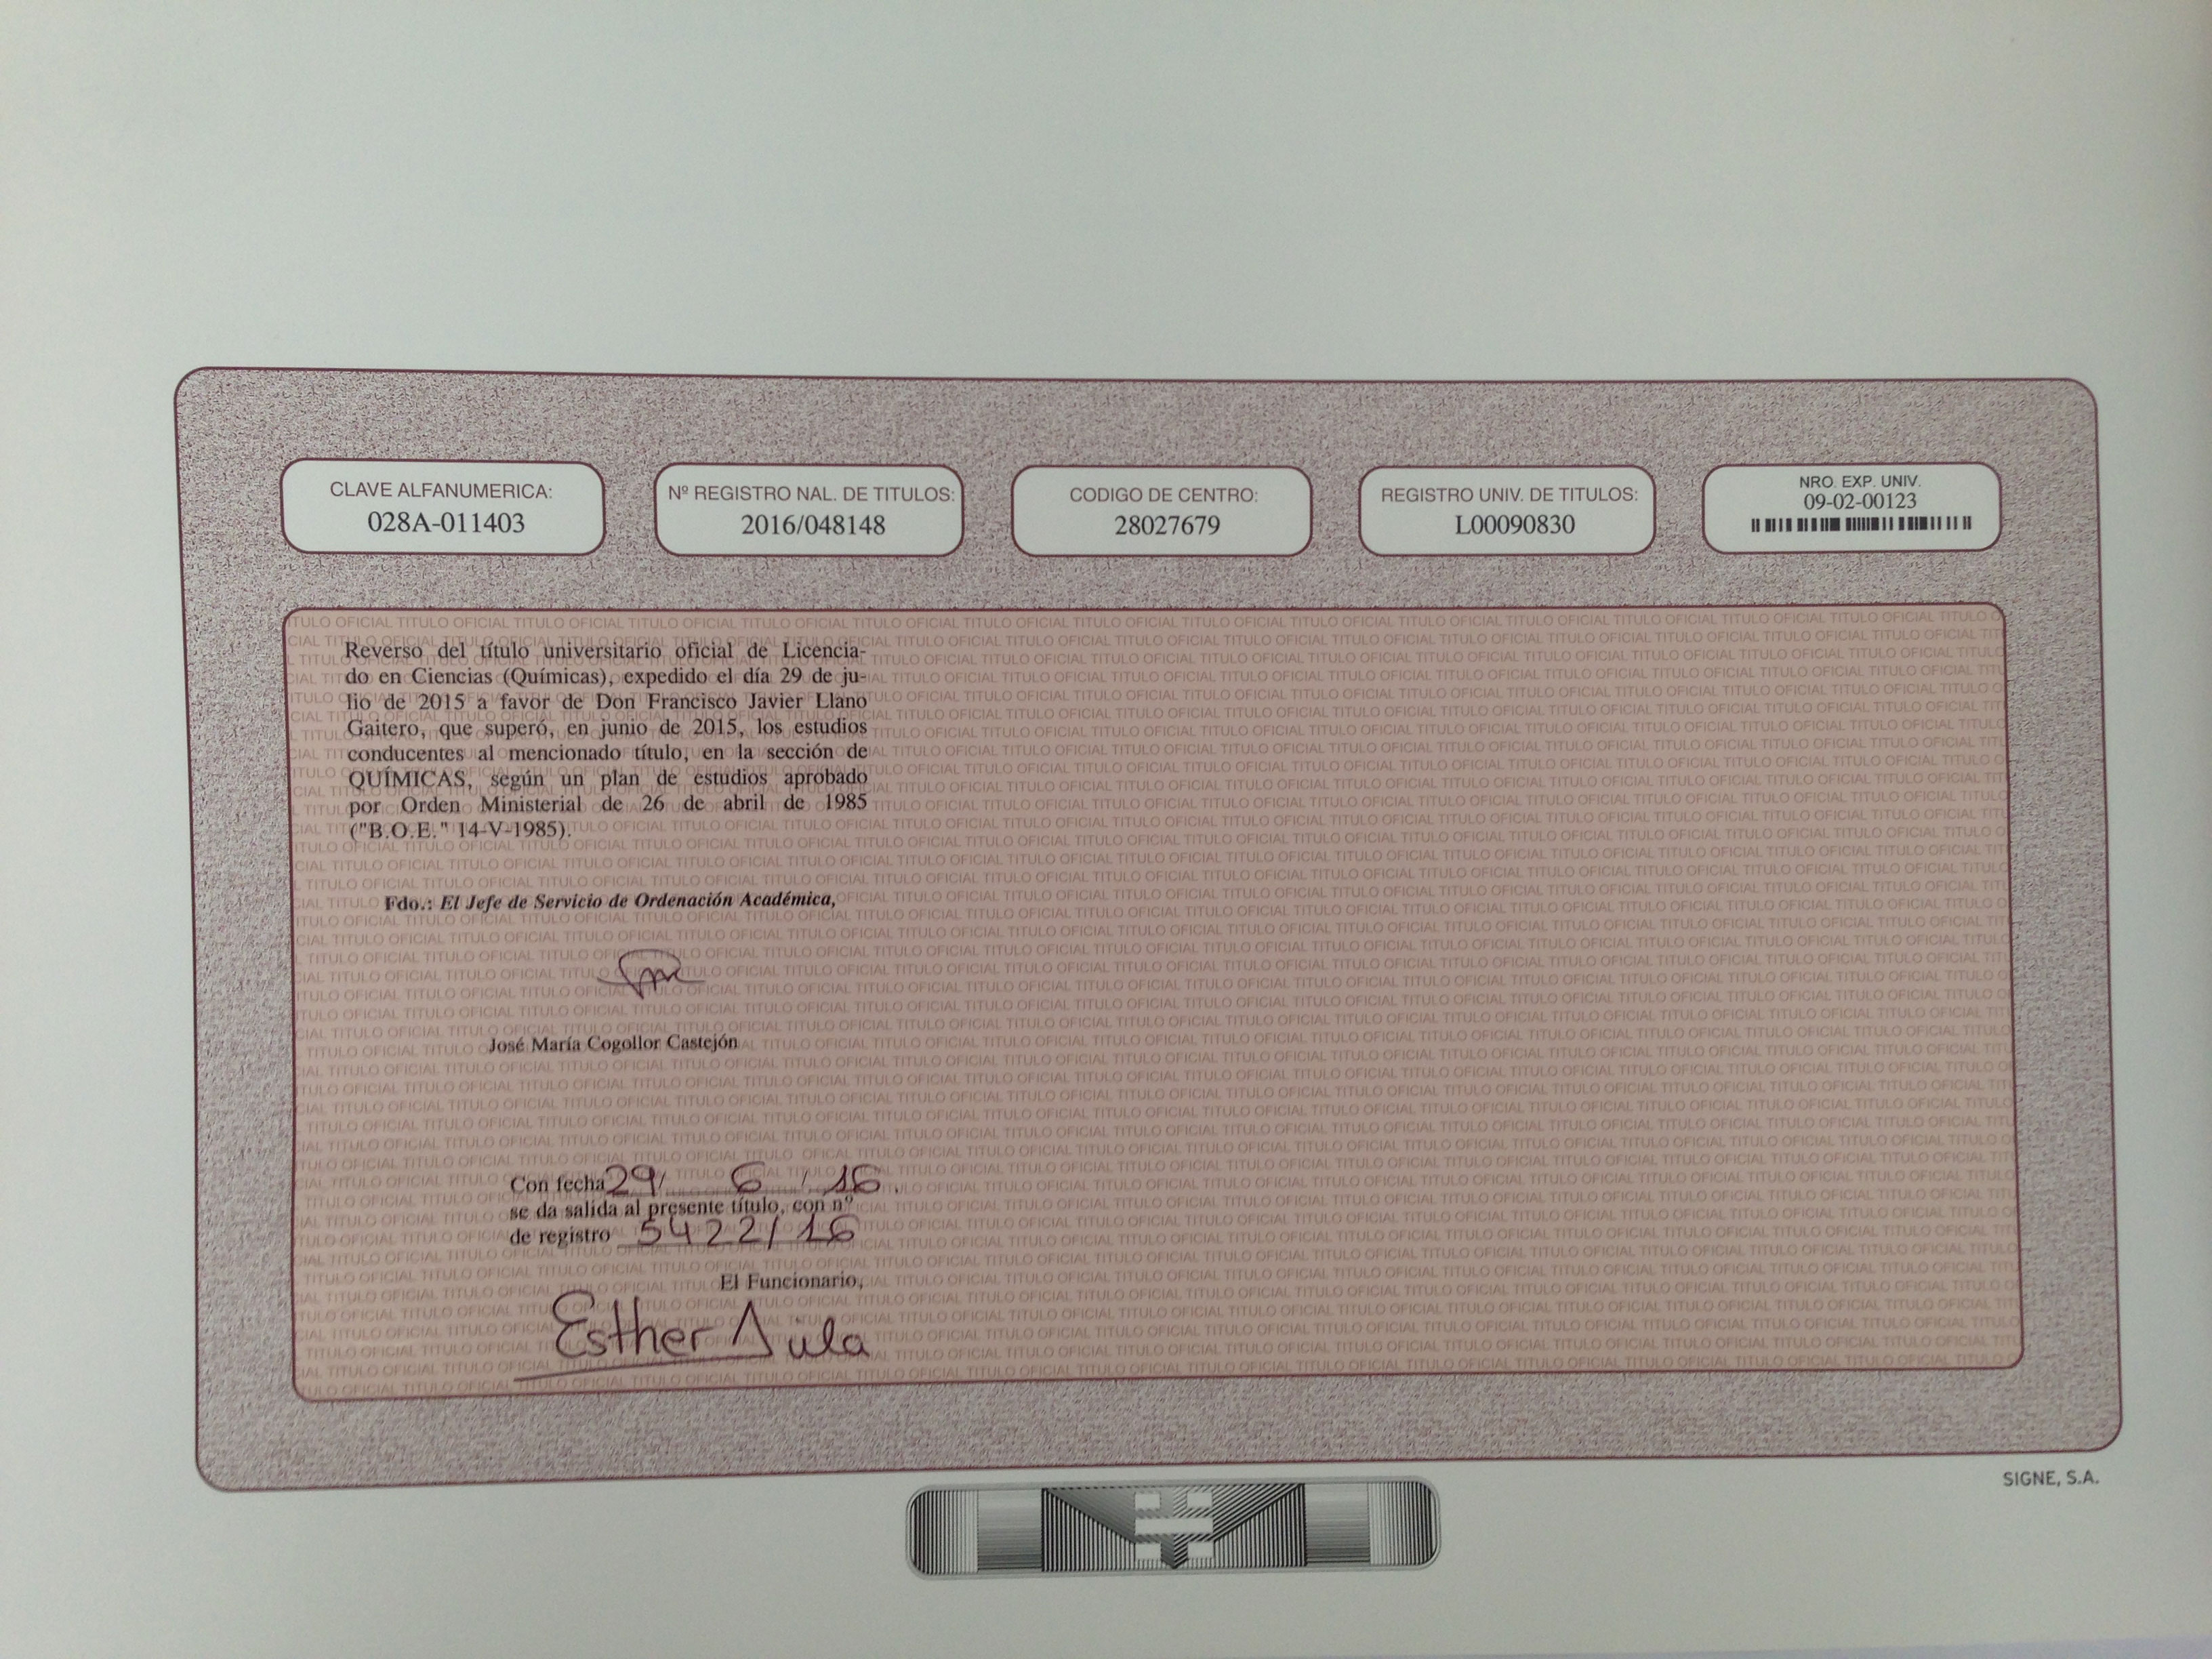 CLAVE ALFANUMERICA:
028A-011403
Nº REGISTRO NAL. DE TITULOS:
2016/048148
CODIGO DE CENTRO:
28027679
REGISTRO UNIV. DE TITULOS:
L00090830
NRO. EXP. UNIV.
09-02-00123
Reverso del título universitario oficial de Licencia-
do en Ciencias (Químicas), expedido el día 29 de ju-
lio de 2015 a favor de Don Francisco Javier Llano
Gaitero, que superó, en junio de 2015, los estudios
conducentes al mencionado título, en la sección de
QUÍMICAS, según un plan de estudios aprobado
por Orden Ministerial de 26 de abril de 1985
("B.O.E." 14-V-1985).
Fdo.: El Jefe de Servicio de Ordenación Académica,
José María Cogollor Castejón
Con fecha 29/ 6 / 16.
se da salida al presente título, con nº
de registro 5422/16
El Funcionario,
Esther
SIGNE, S.A.